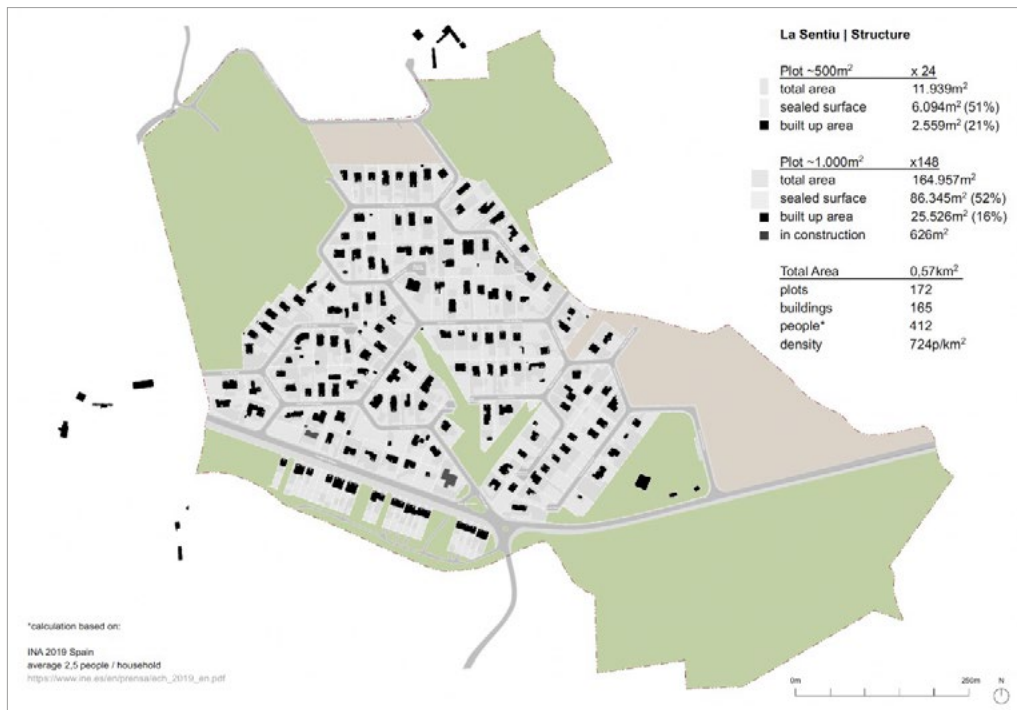 La Sentiu | Structure
Plot ~500m² x 24
total area 11.939m²
sealed surface 6.094m² (51%)
built up area 2.559m² (21%)
Plot ~1.000m² x148
total area 164.957m²
sealed surface 86.345m² (52%)
built up area 25.526m² (16%)
in construction 626m²
Total Area 0,57km²
plots 172
buildings 165
people* 412
density 724p/km²
*calculation based on:
INA 2019 Spain
average 2,5 people / household
https://www.ine.es/en/prensa/ech_2019_en.pdf
0m 250m N